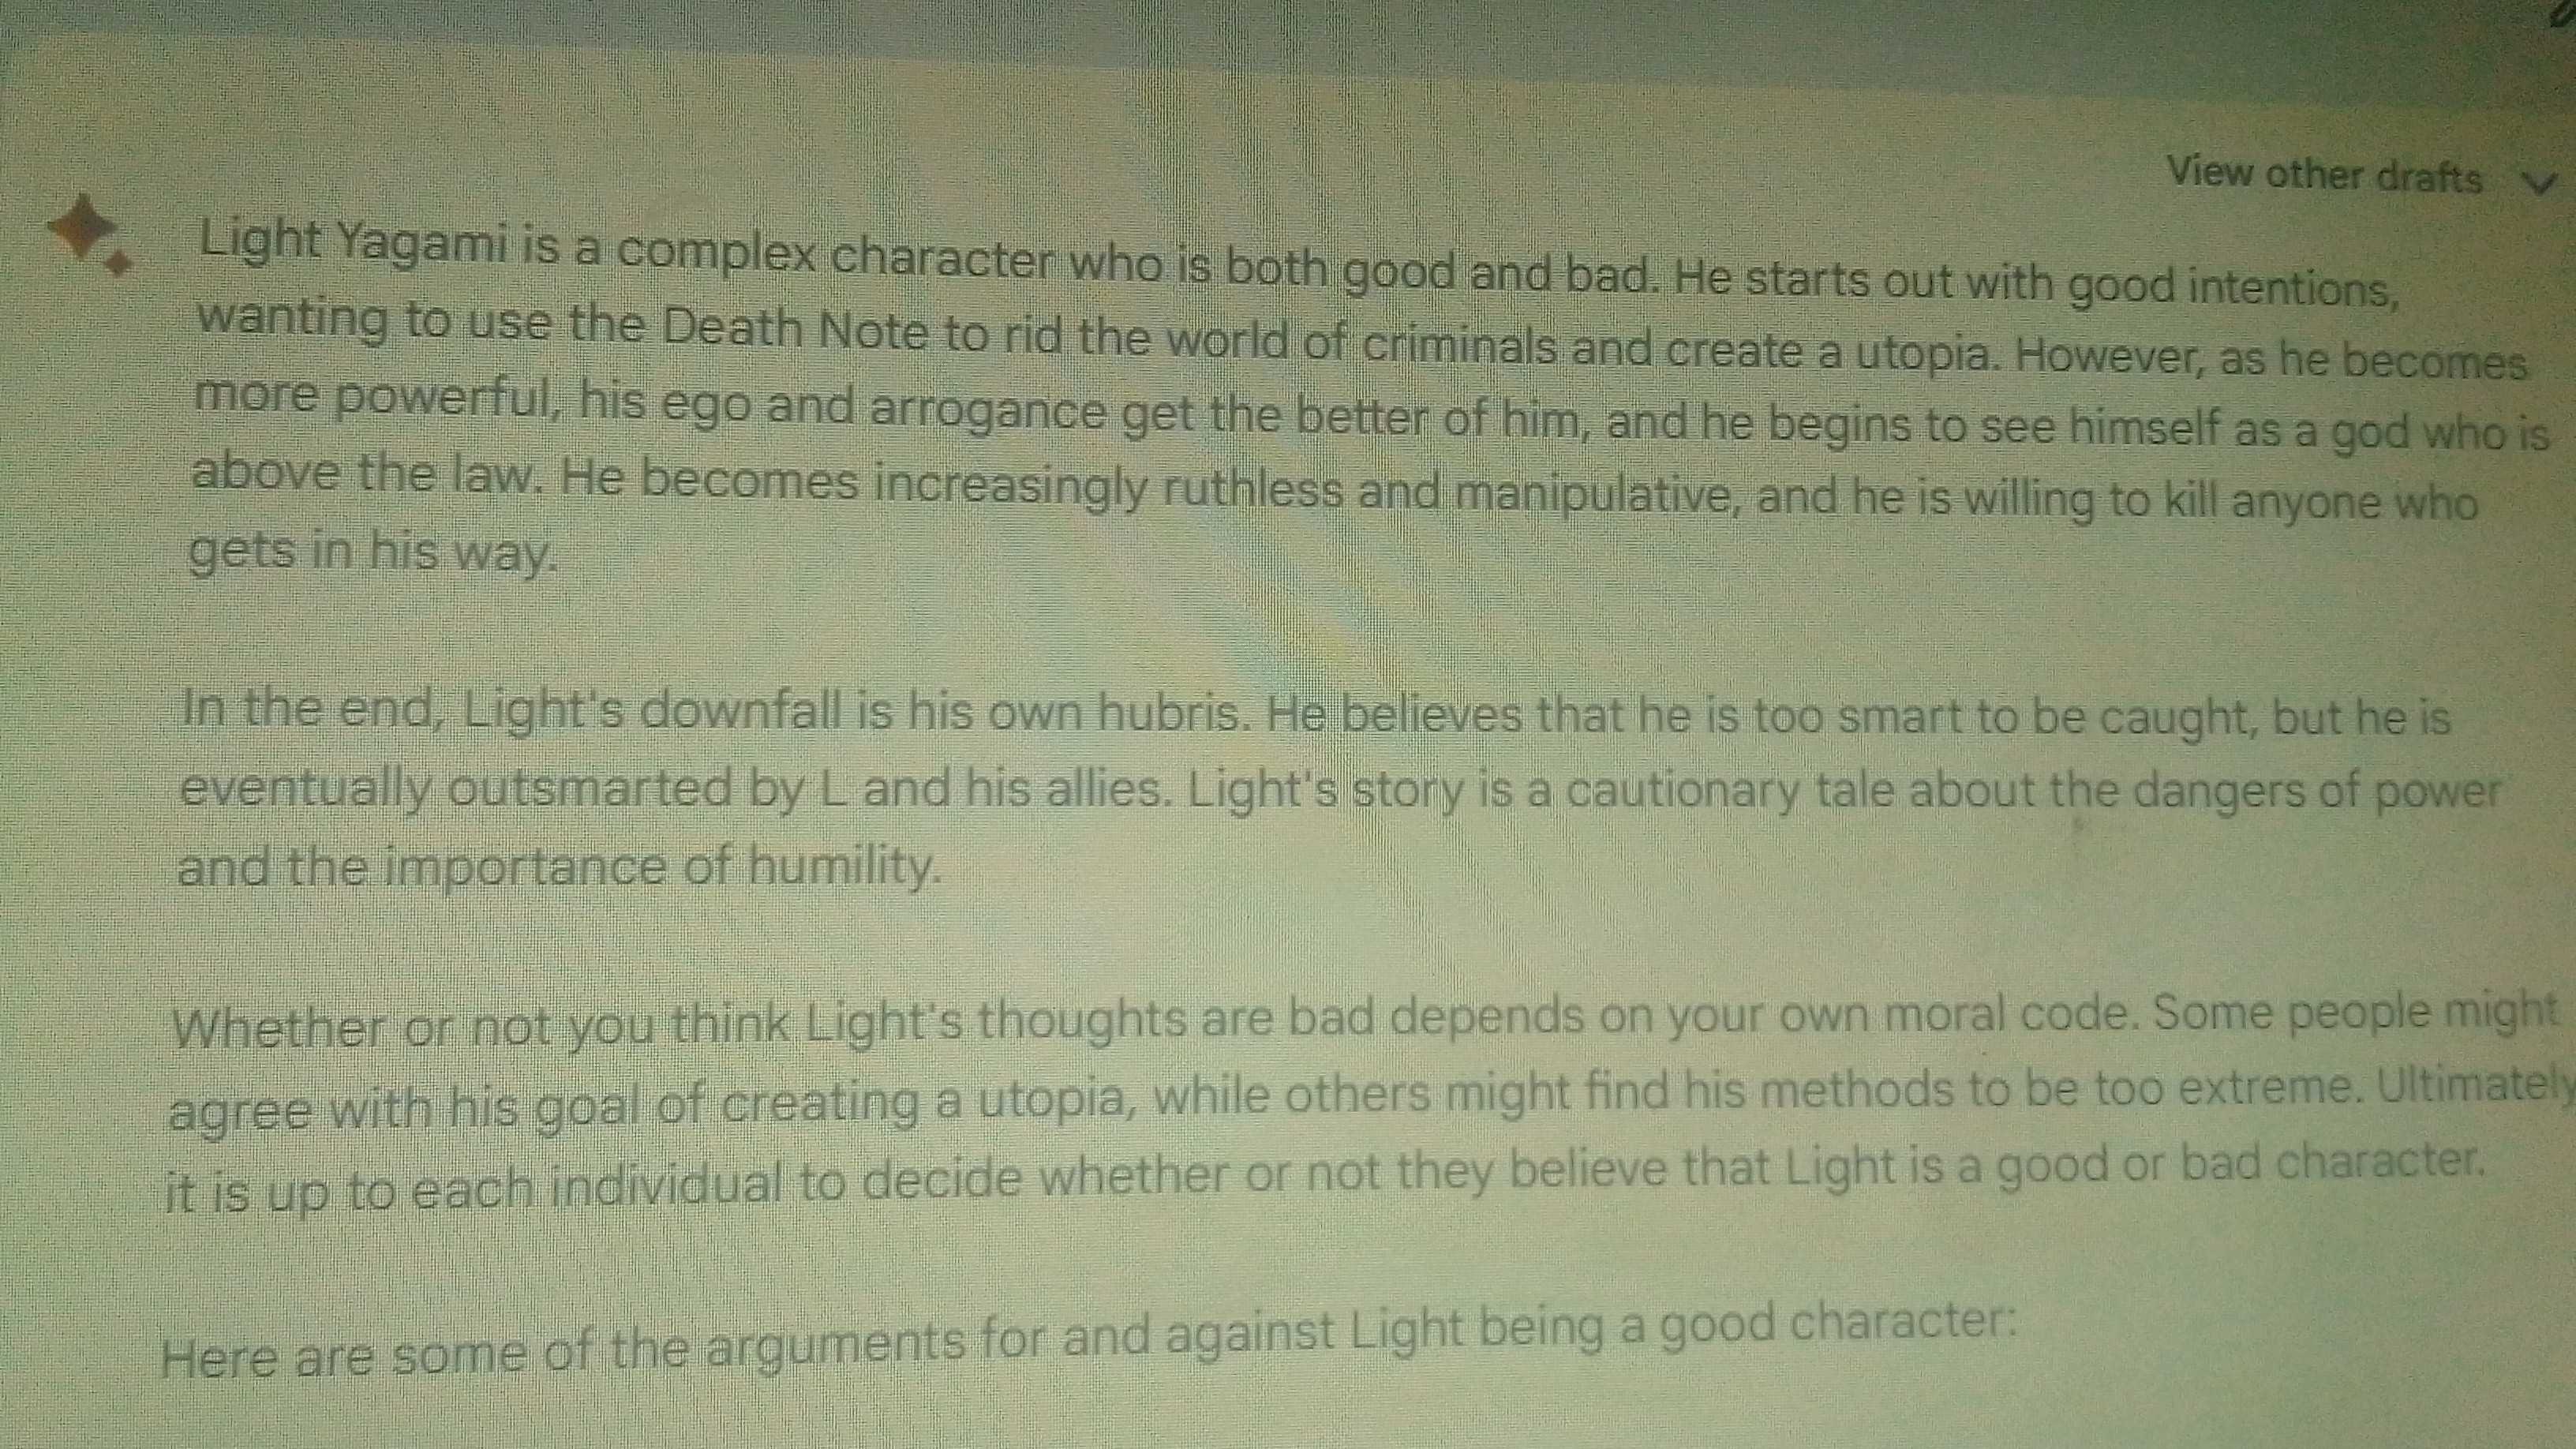 View other drafts
Light Yagami is a complex character who is both good and bad. He starts out with good intentions,
wanting to use the Death Note to rid the world of criminals and create a utopia. However, as he becomes
more powerful, his ego and arrogance get the better of him, and he begins to see himself as a god who is
above the law. He becomes increasingly ruthless and manipulative, and he is willing to kill anyone who
gets in his way.
In the end, Light's downfall is his own hubris. He believes that he is too smart to be caught, but he is
eventually outsmarted by L and his allies. Light's story is a cautionary tale about the dangers of power
and the importance of humility.
Whether or not you think Light's thoughts are bad depends on your own moral code. Some people might
agree with his goal of creating a utopia, while others might find his methods to be too extreme. Ultimately
it is up to each individual to decide whether or not they believe that Light is a good or bad character.
Here are some of the arguments for and against Light being a good character: